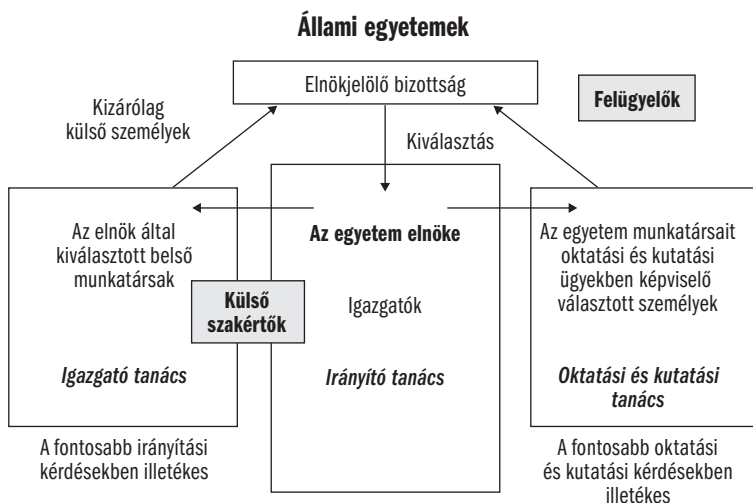 Állami egyetemek
Elnökjelölő bizottság
Felügyelők
Kizárólag
külső személyek
Kiválasztás
Az elnök által
kiválasztott belső
munkatársak
Az egyetem elnöke
Az egyetem munkatársait
oktatási és kutatási
ügyekben képviselő
választott személyek
Külső
szakértők
Igazgatók
Igazgató tanács
Irányító tanács
Oktatási és kutatási
tanács
A fontosabb irányítási
kérdésekben illetékes
A fontosabb oktatási
és kutatási kérdésekben
illetékes